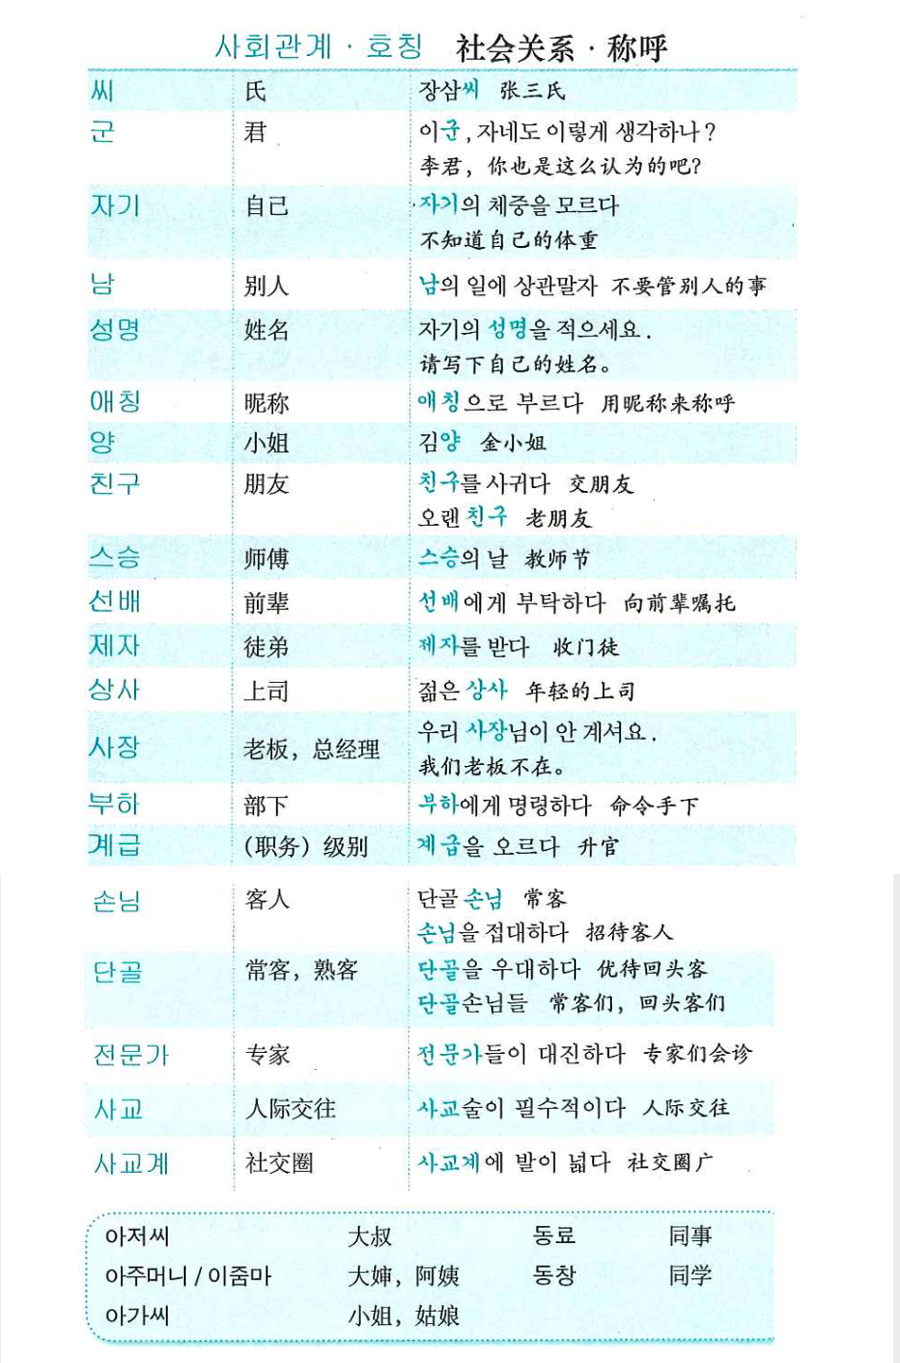 사회관계·호칭 社会关系·称呼
씨 氏 장삼씨 张三氏
군 君 이군, 자네도 이렇게 생각하나?
李君，你也是这么认为的吧?
자기 自己 자기의 체중을 모르다
不知道自己的体重
남 别人 남의 일에 상관말자 不要管别人的事
성명 姓名 자기의 성명을 적으세요.
请写下自己的姓名。
애칭 昵称 애칭으로 부르다 用昵称来称呼
양 小姐 김양 金小姐
친구 朋友 친구를 사귀다 交朋友
오랜 친구 老朋友
스승 师傅 스승의 날 教师节
선배 前辈 선배에게 부탁하다 向前辈嘱托
제자 徒弟 제자를 받다 收门徒
상사 上司 젊은 상사 年轻的上司
사장 老板，总经理 우리 사장님이 안 계셔요.
我们老板不在。
부하 部下 부하에게 명령하다 命令手下
계급 （职务）级别 계급을 오르다 升官
손님 客人 단골 손님 常客
손님을 접대하다 招待客人
단골 常客，熟客 단골을 우대하다 优待回头客
단골손님들 常客们，回头客们
전문가 专家 전문가들이 대진하다 专家们会诊
사교 人际交往 사교술이 필수적이다 人际交往
사교계 社交圈 사교계에 발이 넓다 社交圈广
아저씨 大叔 동료 同事
아주머니 / 이줌마 大婶，阿姨 동창 同学
아가씨 小姐，姑娘